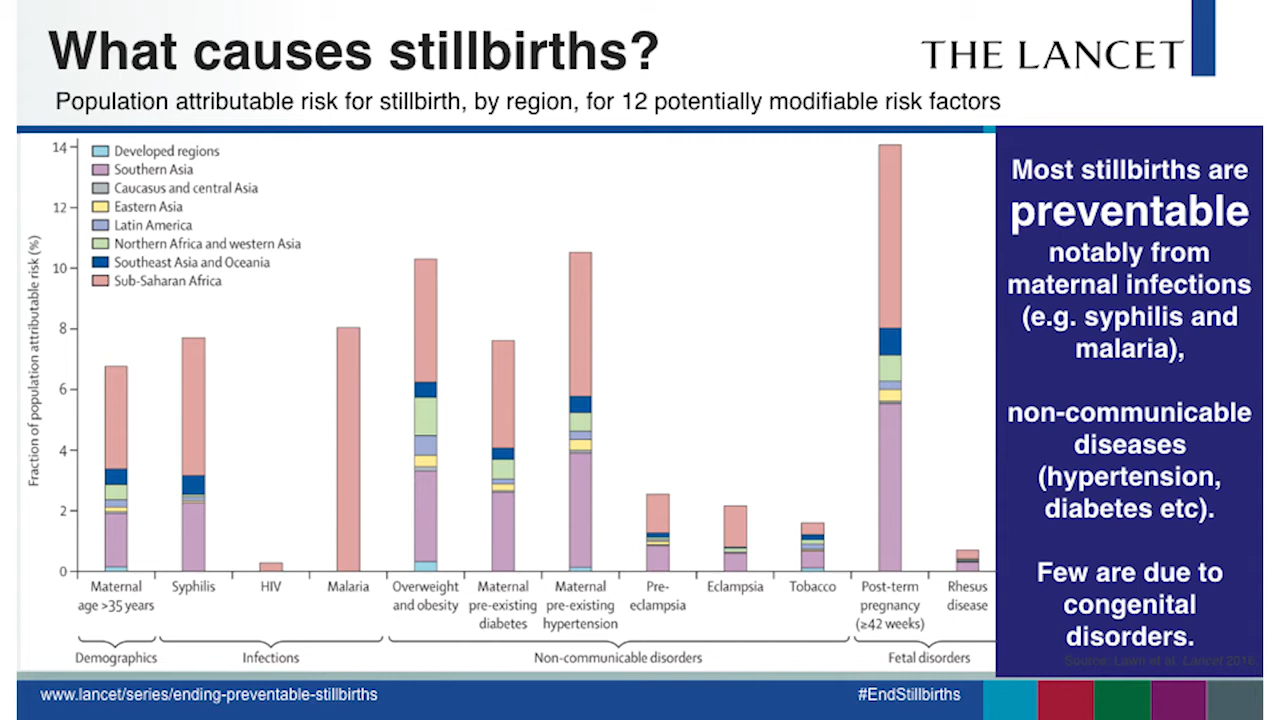 What causes stillbirths?
THE LANCET
Population attributable risk for stillbirth, by region, for 12 potentially modifiable risk factors
Fraction of population attributable risk (%)
14
12
10
8
6
4
2
0
Developed regions
Southern Asia
Caucasus and central Asia
Eastern Asia
Latin America
Northern Africa and western Asia
Southeast Asia and Oceania
Sub-Saharan Africa
Maternal
age >35 years
Syphilis
HIV
Malaria
Overweight
and obesity
Maternal
pre-existing
diabetes
Maternal
pre-existing
hypertension
Pre-
eclampsia
Eclampsia
Tobacco
Post-term
pregnancy
(≥42 weeks)
Rhesus
disease
Demographics
Infections
Non-communicable disorders
Fetal disorders
Most stillbirths are
preventable
notably from
maternal infections
(e.g. syphilis and
malaria),
non-communicable
diseases
(hypertension,
diabetes etc).
Few are due to
congenital
disorders.
Source: Lawn et al. Lancet 2016
www.lancet/series/ending-preventable-stillbirths
#EndStillbirths